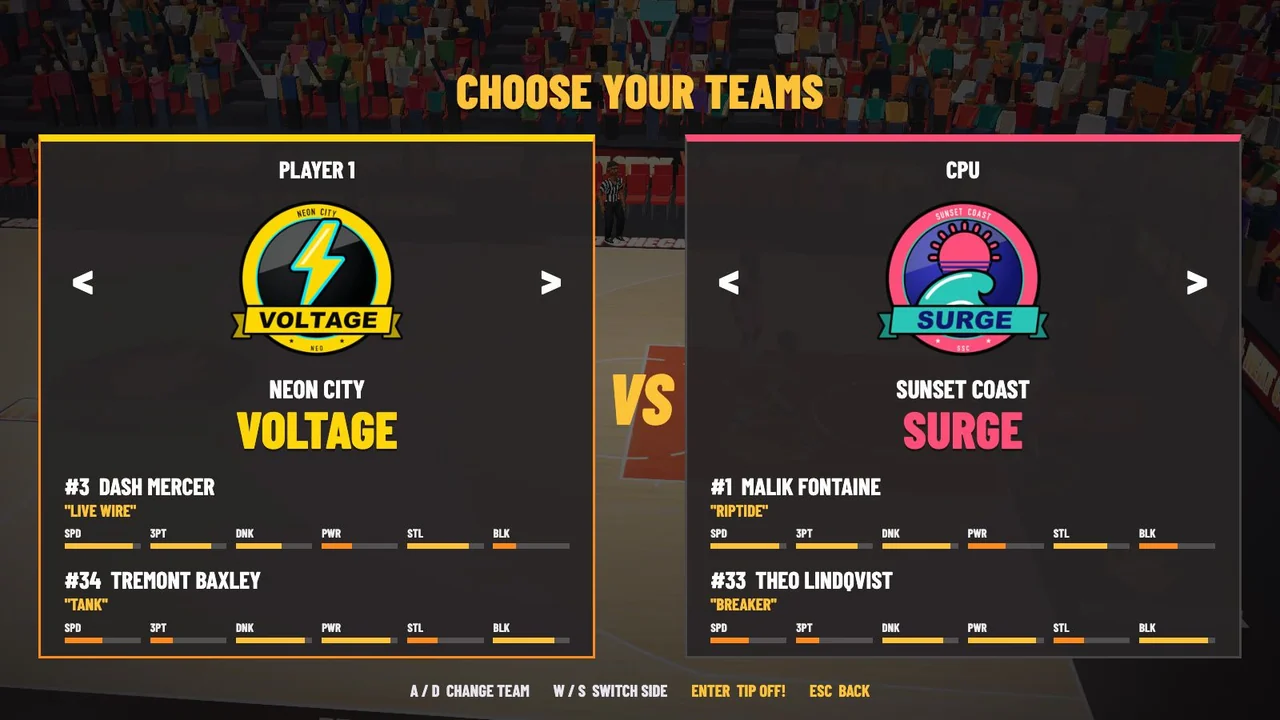 CHOOSE YOUR TEAMS
PLAYER 1
NEON CITY
VOLTAGE
NEO
<
>
NEON CITY
VOLTAGE
#3 DASH MERCER
"LIVE WIRE"
SPD 3PT DNK PWR STL BLK
#34 TREMONT BAXLEY
"TANK"
SPD 3PT DNK PWR STL BLK
VS
CPU
SUNSET COAST
SURGE
SSC
<
>
SUNSET COAST
SURGE
#1 MALIK FONTAINE
"RIPTIDE"
SPD 3PT DNK PWR STL BLK
#33 THEO LINDQVIST
"BREAKER"
SPD 3PT DNK PWR STL BLK
A / D CHANGE TEAM W / S SWITCH SIDE ENTER TIP OFF! ESC BACK